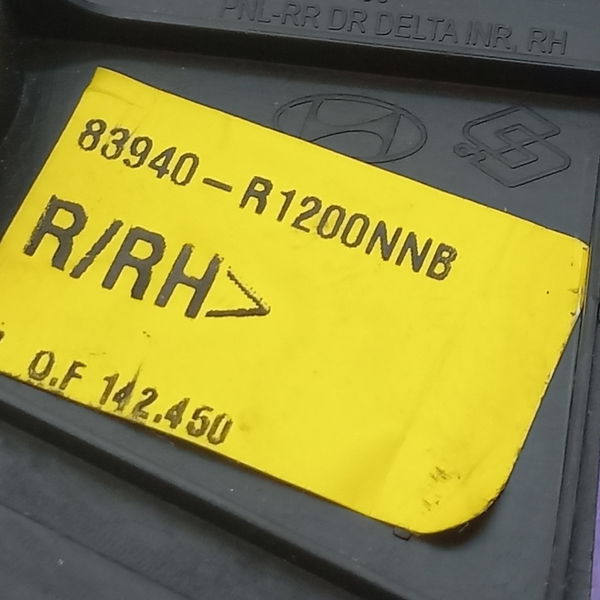 PNL-RR DR DELTA INR, RH
83940-R1200NNB
R/RH>
O.F 142.450